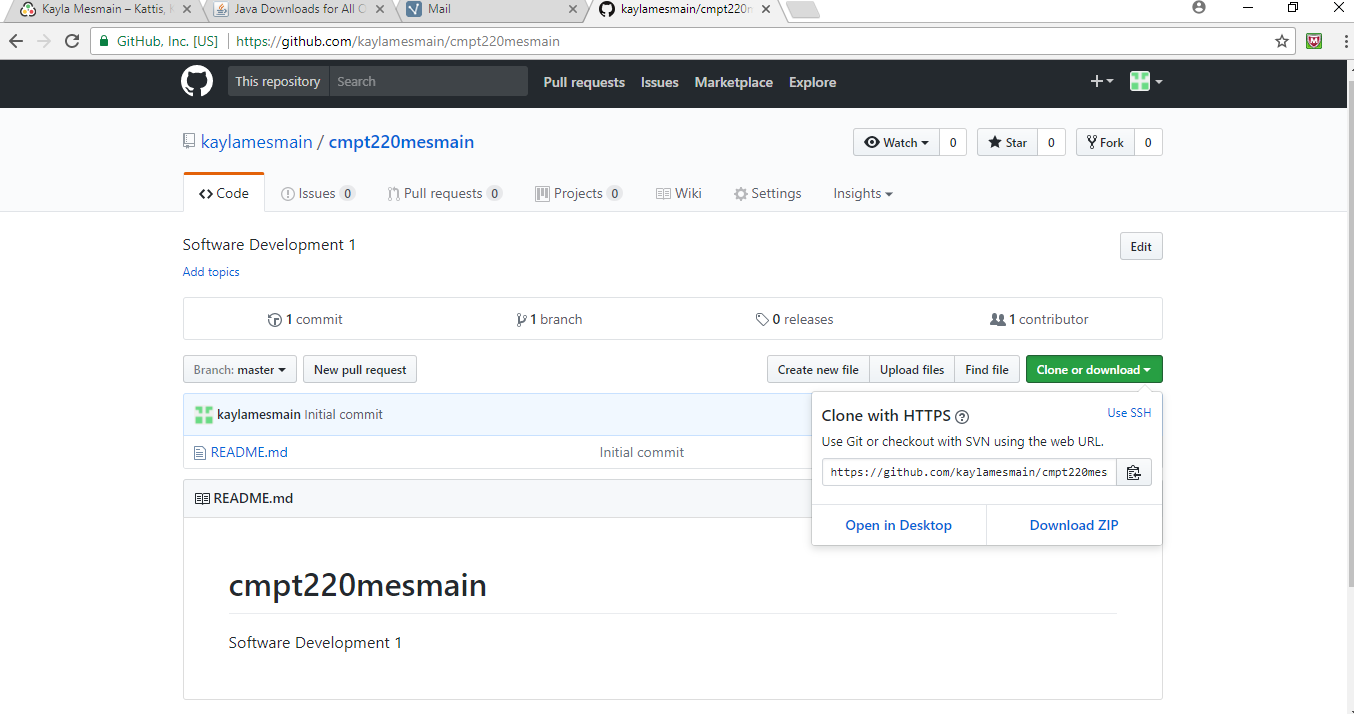 Kayla Mesmain – Kattis, K
Java Downloads for All O
Mail
kaylamesmain/cmpt220m
GitHub, Inc. [US] https://github.com/kaylamesmain/cmpt220mesmain
This repository Search Pull requests Issues Marketplace Explore
kaylamesmain / cmpt220mesmain Watch 0 Star 0 Fork 0
Code Issues 0 Pull requests 0 Projects 0 Wiki Settings Insights
Software Development 1 Edit
Add topics
1 commit 1 branch 0 releases 1 contributor
Branch: master New pull request Create new file Upload files Find file Clone or download
kaylamesmain Initial commit
README.md Initial commit
README.md
Clone with HTTPS Use SSH
Use Git or checkout with SVN using the web URL.
https://github.com/kaylamesmain/cmpt220mes
Open in Desktop Download ZIP
cmpt220mesmain
Software Development 1